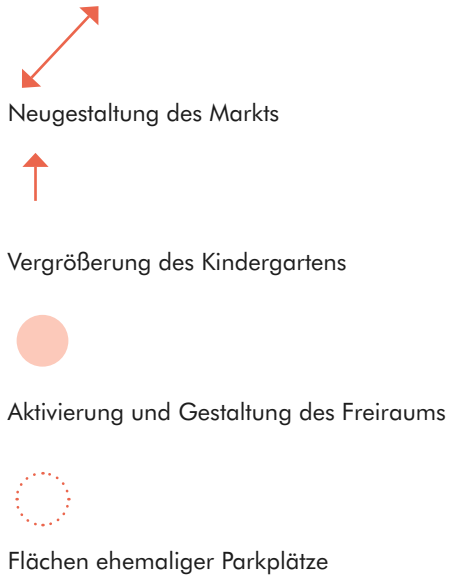 Neugestaltung des Markts
Vergrößerung des Kindergartens
Aktivierung und Gestaltung des Freiraums
Flächen ehemaliger Parkplätze